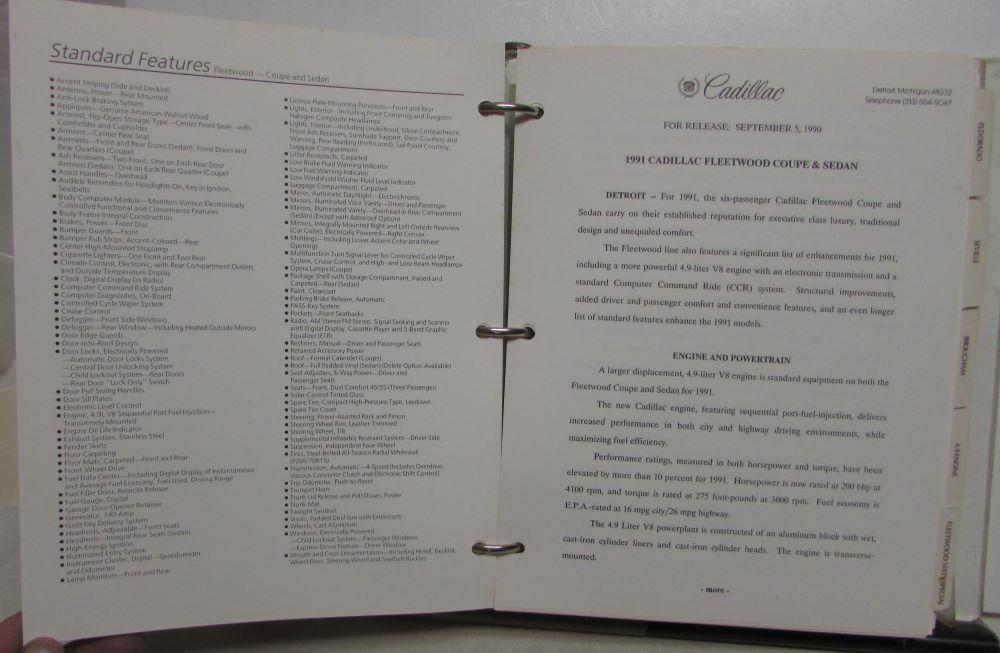 Standard Features Fleetwood — Coupe and Sedan
• Accent Striping (Side and Decklid)
• Antenna, Power—Rear Mounted
• Anti-Lock Braking System
• Appliques—Genuine American Walnut Wood
• Armrest, Flip-Open Storage-Type—Center Front Seat—with
Coinholder and Cupholder
• Armrest—Center Rear Seat
• Armrests—Front and Rear Doors (Sedan), Front Doors and
Rear Quarters (Coupe)
• Ash Receivers—Two Front, One on Each Rear Door
Armrest (Sedan), One on Each Rear Quarter (Coupe)
• Assist Handles—Overhead
• Audible Reminders for Headlights On, Key in Ignition,
Seatbelts
• Body Computer Module—Monitors Various Electronically
Controlled Functional and Convenience Features
• Body-Frame Integral Construction
• Brakes, Power—Front Disc
• Bumper Guards—Front
• Bumper Rub Strips, Accent-Colored—Rear
• Center High-Mounted Stoplamp
• Cigarette Lighters—One Front and Two Rear
• Climate Control, Electronic, with Rear Compartment Outlets
and Outside Temperature Display
• Clock, Digital Display (in Radio)
• Computer Command Ride System
• Computer Diagnostics, On-Board
• Controlled Cycle Wiper System
• Cruise Control
• Defogger—Front Side Windows
• Defogger—Rear Window—Including Heated Outside Mirrors
• Door Edge Guards
• Door-into-Roof Design
• Door Locks, Electrically Powered
—Automatic Door Locks System
—Central Door Unlocking System
—Child Lockout System—Rear Doors
—Rear Door "Lock Only" Switch
• Door Pull Swing Handles
• Door Sill Plates
• Electronic Level Control
• Engine, 4.9L V8 Sequential Port Fuel Injection—
Transversely Mounted
• Engine Oil Life Indicator
• Exhaust System, Stainless Steel
• Fender Skirts
• Floor Carpeting
• Floor Mats, Carpeted—Front and Rear
• Front-Wheel Drive
• Fuel Data Center—Including Digital Display of Instantaneous
and Average Fuel Economy, Fuel Used, Driving Range
• Fuel Filler Door, Remote Release
• Fuel Gauge, Digital
• Garage Door Opener Retainer
• Generator, 140 Amp
• Gold Key Delivery System
• Headrests, Adjustable—Front Seats
• Headrests—Integral Rear Seats (Sedan)
• High-Energy Ignition
• Illuminated Entry System
• Instrument Cluster, Digital—Speedometer
and Odometer
• Lamp Monitors—Front and Rear
• License Plate Mounting Provisions—Front and Rear
• Lights, Exterior—Including Front Cornering and Tungsten
Halogen Composite Headlamps
• Lights, Interior—Including Underhood, Glove Compartment,
Front Ash Receivers, Sunshade Support, Door Courtesy and
Warning, Rear Reading (Prefocused), Sail Panel Courtesy,
Luggage Compartment
• Litter Receptacle, Carpeted
• Low Brake Fluid Warning Indicator
• Low Fuel Warning Indicator
• Low Windshield Washer Fluid Level Indicator
• Luggage Compartment, Carpeted
• Mirror, Automatic Day/Night—Electrochromic
• Mirrors, Illuminated Visor Vanity—Driver and Passenger
• Mirrors, Illuminated Vanity—Overhead in Rear Compartment
(Sedan) (Except with Astroroof Option)
• Mirrors, Integrally Mounted Right and Left Outside Rearview
(Car Color), Electrically Powered—Right Convex
• Moldings—Including Lower Accent Color and Wheel
Openings
• Multifunction Turn Signal Lever for Controlled Cycle Wiper
System, Cruise Control, and High- and Low-Beam Headlamps
• Opera Lamps (Coupe)
• Package Shelf with Storage Compartment, Raised and
Carpeted—Rear (Sedan)
• Paint, Clearcoat
• Parking Brake Release, Automatic
• PASS-Key System
• Pockets—Front Seatbacks
• Radio, AM Stereo/FM Stereo, Signal Seeking and Scanner
with Digital Display, Cassette Player and 5-Band Graphic
Equalizer (ETR)
• Recliners, Manual—Driver and Passenger Seats
• Retained Accessory Power
• Roof—Formal Cabriolet (Coupe)
• Roof—Full Padded Vinyl (Sedan) (Delete Option Available)
• Seat Adjusters, 6-Way Power—Driver and
Passenger Seats
• Seats—Front, Dual Comfort 45/55 (Three Passenger)
• Solar-Control Tinted Glass
• Spare Tire, Compact High-Pressure Type, Laydown
• Spare Tire Cover
• Steering, Power-Assisted Rack and Pinion
• Steering Wheel Rim, Leather-Trimmed
• Steering Wheel, Tilt
• Supplemental Inflatable Restraint System—Driver Side
• Suspension, Independent Four-Wheel
• Tires, Steel-Belted All-Season Radial Whitewall
(P205/70R15)
• Transmission, Automatic—4-Speed (Includes Overdrive,
Viscous Converter Clutch and Electronic Shift Control)
• Trip Odometer, Push-to-Reset
• Trumpet Horn
• Trunk Lid Release and Pull-Down, Power
• Trunk Mat
• Twilight Sentinel
• Visors, Padded Dual Sun with Extensions
• Wheels, Cast Aluminum
• Windows, Electrically Powered
—Child Lockout System—Passenger Windows
—Express-Down Feature—Driver Window
• Wreath and Crest Ornamentation—Including Hood, Decklid,
Wheel Discs, Steering Wheel and Seatbelt Buckles
Cadillac
Detroit, Michigan 48232
Telephone (313) 554-5067
FOR RELEASE: SEPTEMBER 5, 1990
1991 CADILLAC FLEETWOOD COUPE & SEDAN
DETROIT -- For 1991, the six-passenger Cadillac Fleetwood Coupe and
Sedan carry on their established reputation for executive class luxury, traditional
design and unequaled comfort.
The Fleetwood line also features a significant list of enhancements for 1991,
including a more powerful 4.9-liter V8 engine with an electronic transmission and a
standard Computer Command Ride (CCR) system. Structural improvements,
added driver and passenger comfort and convenience features, and an even longer
list of standard features enhance the 1991 models.
ENGINE AND POWERTRAIN
A larger displacement, 4.9-liter V8 engine is standard equipment on both the
Fleetwood Coupe and Sedan for 1991.
The new Cadillac engine, featuring sequential port-fuel-injection, delivers
increased performance in both city and highway driving environments, while
maximizing fuel efficiency.
Performance ratings, measured in both horsepower and torque, have been
elevated by more than 10 percent for 1991. Horsepower is now rated at 200 bhp at
4100 rpm, and torque is rated at 275 foot-pounds at 3000 rpm. Fuel economy is
E.P.A.-rated at 16 mpg city/26 mpg highway.
The 4.9 Liter V8 powerplant is constructed of an aluminum block with wet,
cast-iron cylinder liners and cast-iron cylinder heads. The engine is transverse-
mounted.
- more -
ELDORADO
SEVILLE
BROUGHAM
4.9 ENGINE
FLEETWOOD SIXTY SPECIAL